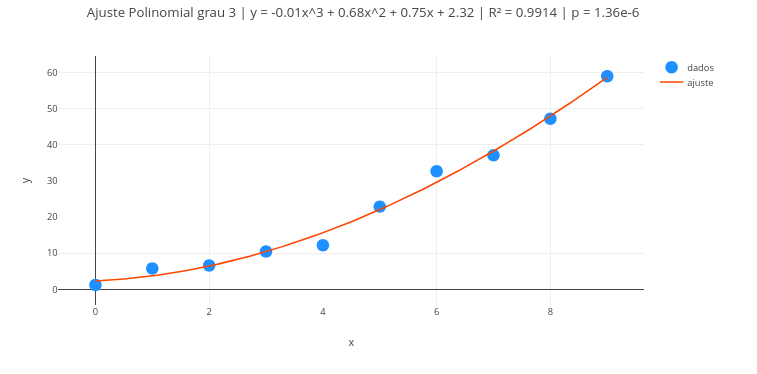 Ajuste Polinomial grau 3 | y = -0.01x^3 + 0.68x^2 + 0.75x + 2.32 | R² = 0.9914 | p = 1.36e-6
dados
ajuste
60
50
40
30
20
10
0
y
0 2 4 6 8
x